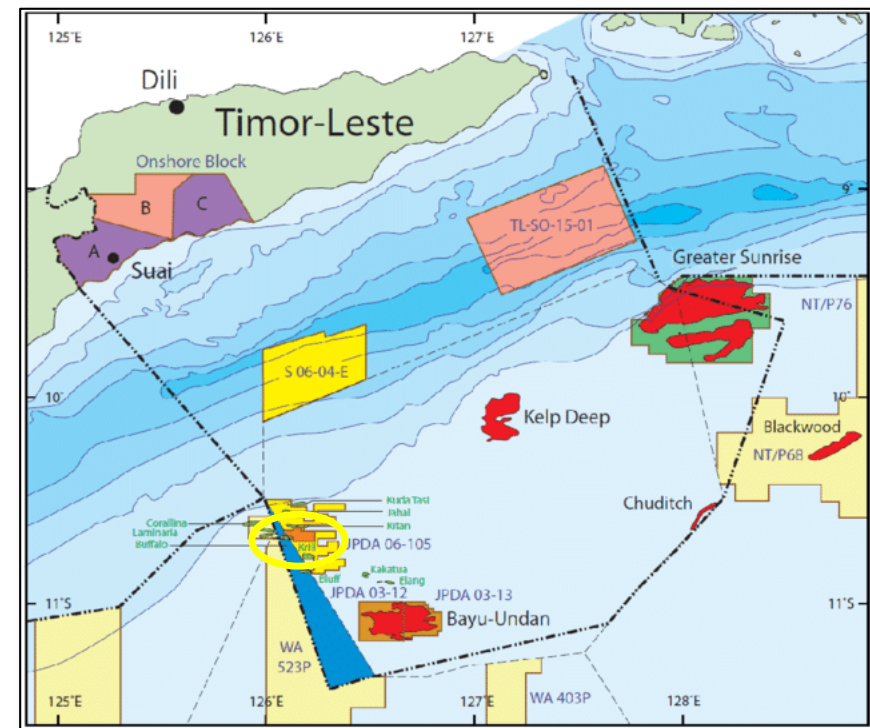 125°E
126°E
127°E
128°E
Dili
Timor-Leste
Onshore Block
B
C
A
Suai
9°
TL-SO-15-01
Greater Sunrise
NT/P76
S 06-04-E
10°
10°
Kelp Deep
Blackwood
NT/P68
Chuditch
Kuda Tasi
Jahal
Kitan
Corallina
Laminaria
Buffalo
Krill
JPDA 06-105
Bluff
Kakatua
Elang
JPDA 03-12
JPDA 03-13
Bayu-Undan
11°S
11°S
WA
523P
WA 403P
125°E
126°E
127°E
128°E